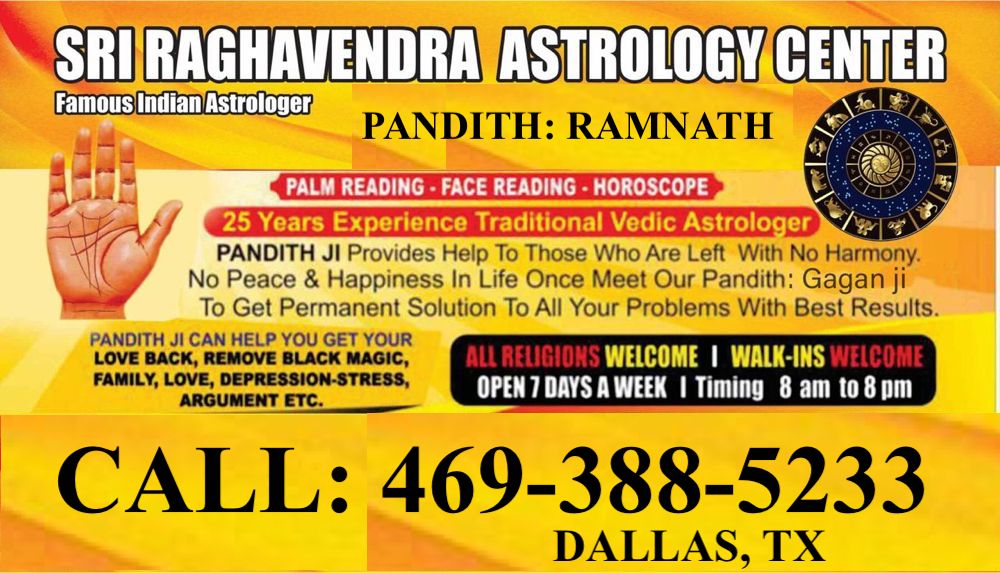 SRI RAGHAVENDRA ASTROLOGY CENTER
Famous Indian Astrologer
PANDITH: RAMNATH
PALM READING - FACE READING - HOROSCOPE
25 Years Experience Traditional Vedic Astrologer
PANDITH JI Provides Help To Those Who Are Left With No Harmony.
No Peace & Happiness In Life Once Meet Our Pandith: Gagan ji
To Get Permanent Solution To All Your Problems With Best Results.
PANDITH JI CAN HELP YOU GET YOUR
LOVE BACK, REMOVE BLACK MAGIC,
FAMILY, LOVE, DEPRESSION-STRESS,
ARGUMENT ETC.
ALL RELIGIONS WELCOME I WALK-INS WELCOME
OPEN 7 DAYS A WEEK I Timing 8 am to 8 pm
CALL: 469-388-5233
DALLAS, TX